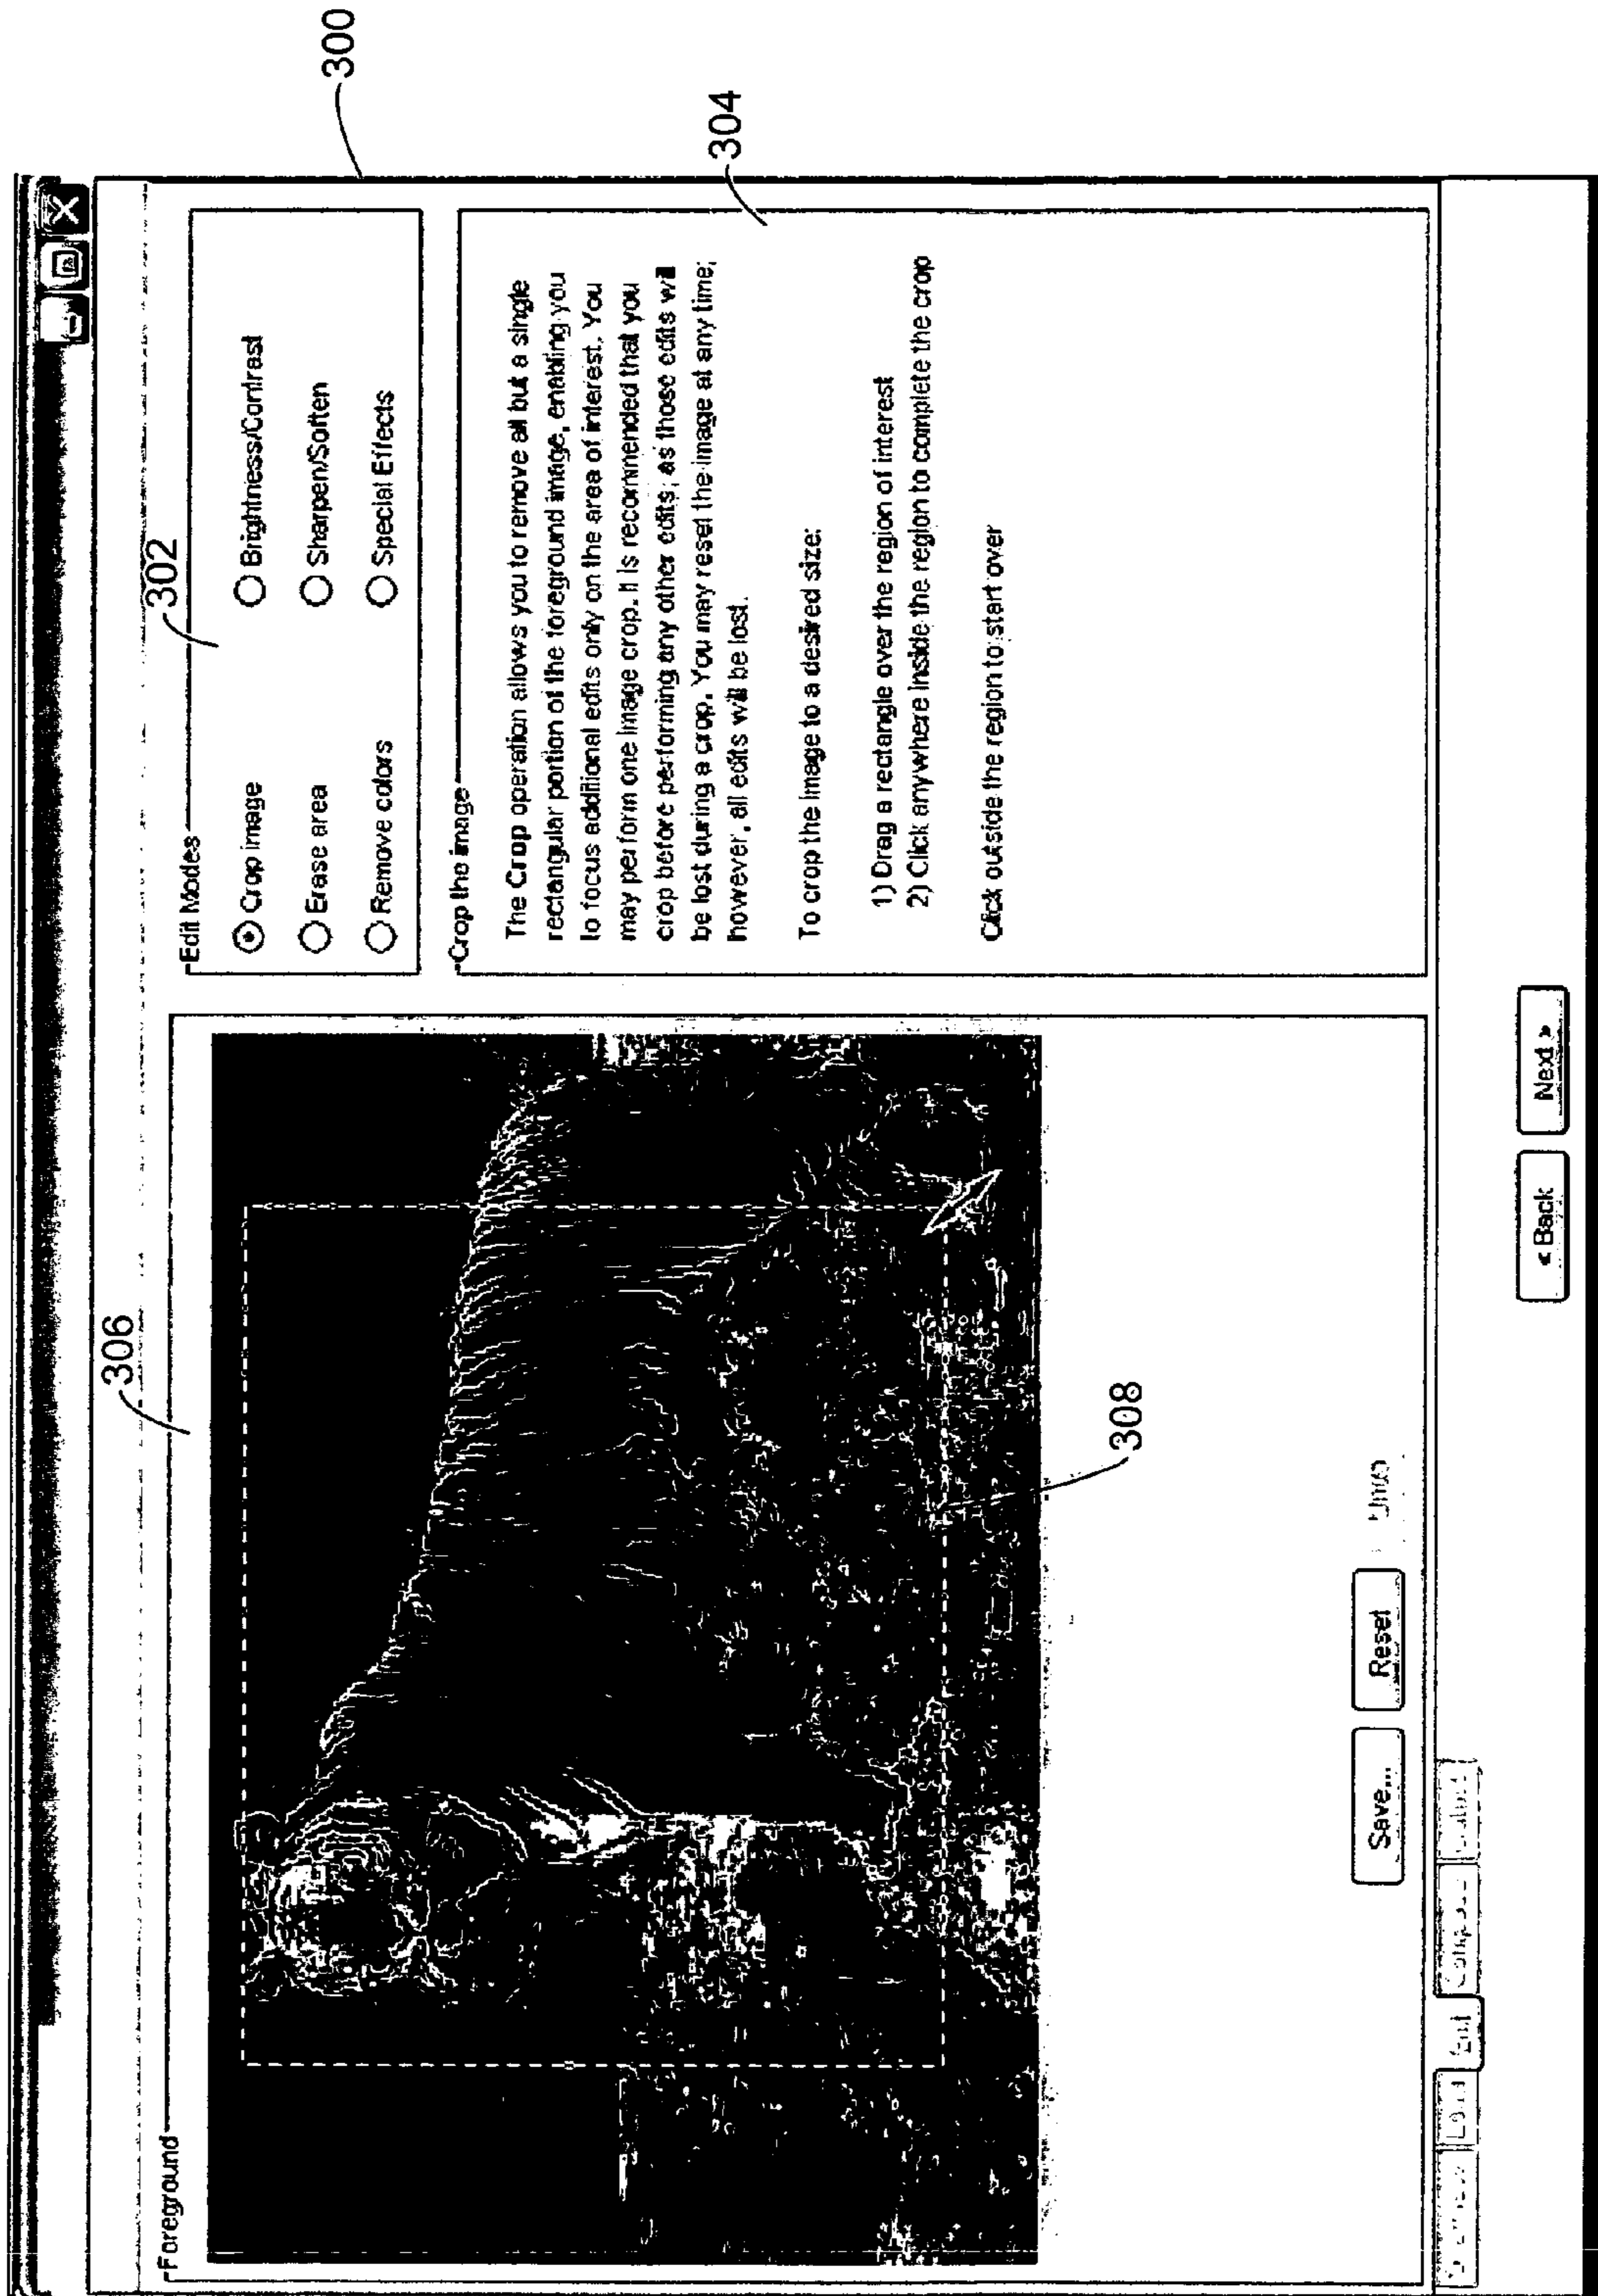 300
306
302
Foreground
Edit Modes
Crop image
Brightness/Contrast
Erase area
Sharpen/Soften
Remove colors
Special Effects
Crop the image
304
The Crop operation allows you to remove all but a single
rectangular portion of the foreground image, enabling you
to focus additional edits only on the area of interest. You
may perform one image crop. It is recommended that you
crop before performing any other edits, as those edits will
be lost during a crop. You may reset the image at any time;
however, all edits will be lost.
To crop the image to a desired size:
1) Drag a rectangle over the region of interest
2) Click anywhere inside the region to complete the crop
Click outside the region to start over
308
Save...
Reset
Undo
Edit
< Back
Next >